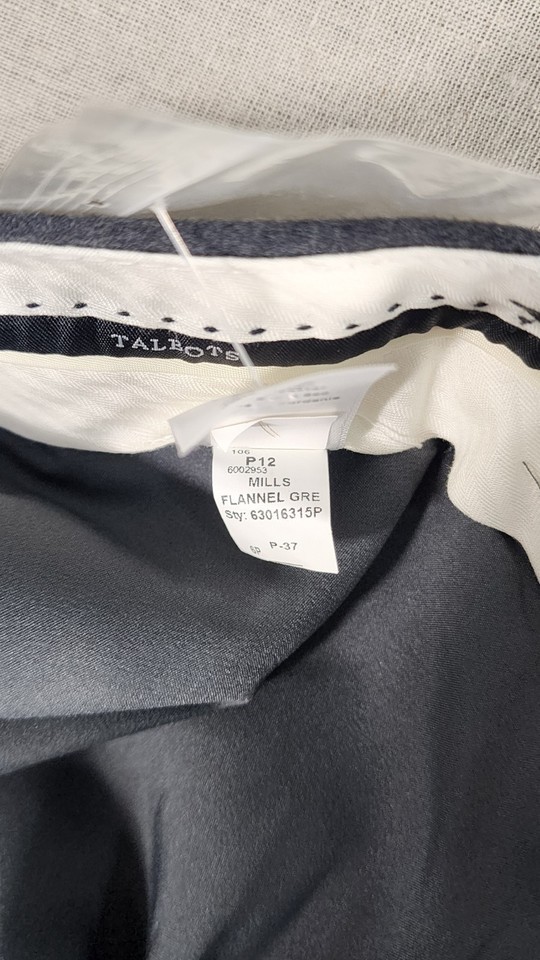 TALBOTS
106
P12
6002953
MILLS
FLANNEL GRE
Sty: 63016315P
P-37